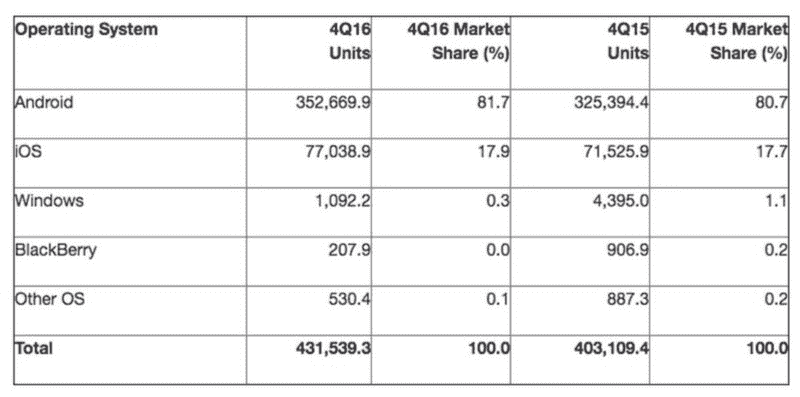 Operating System 4Q16 Units 4Q16 Market Share (%) 4Q15 Units 4Q15 Market Share (%)
Android 352,669.9 81.7 325,394.4 80.7
iOS 77,038.9 17.9 71,525.9 17.7
Windows 1,092.2 0.3 4,395.0 1.1
BlackBerry 207.9 0.0 906.9 0.2
Other OS 530.4 0.1 887.3 0.2
Total 431,539.3 100.0 403,109.4 100.0